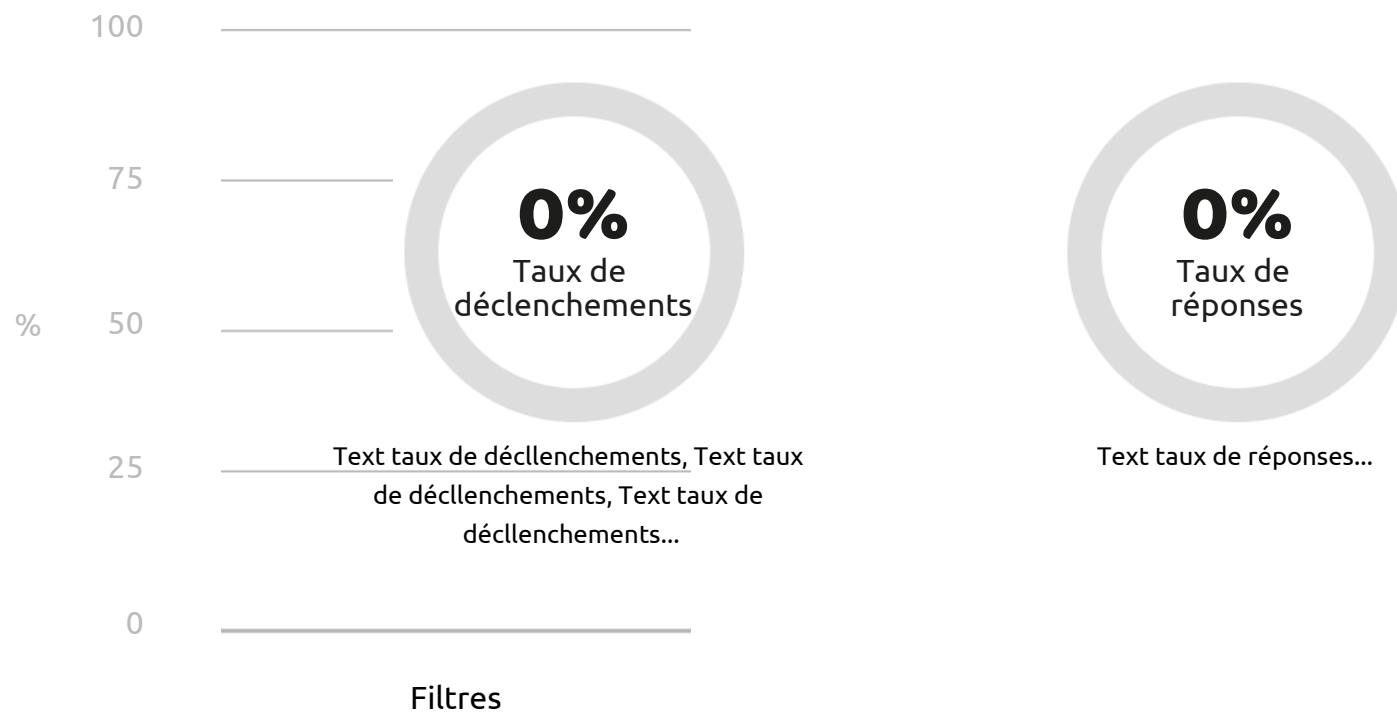 100
75
50
25
0
%
0%
Taux de
déclenchements
Text taux de décllenchements, Text taux
de décllenchements, Text taux de
décllenchements...
0%
Taux de
réponses
Text taux de réponses...
Filtres